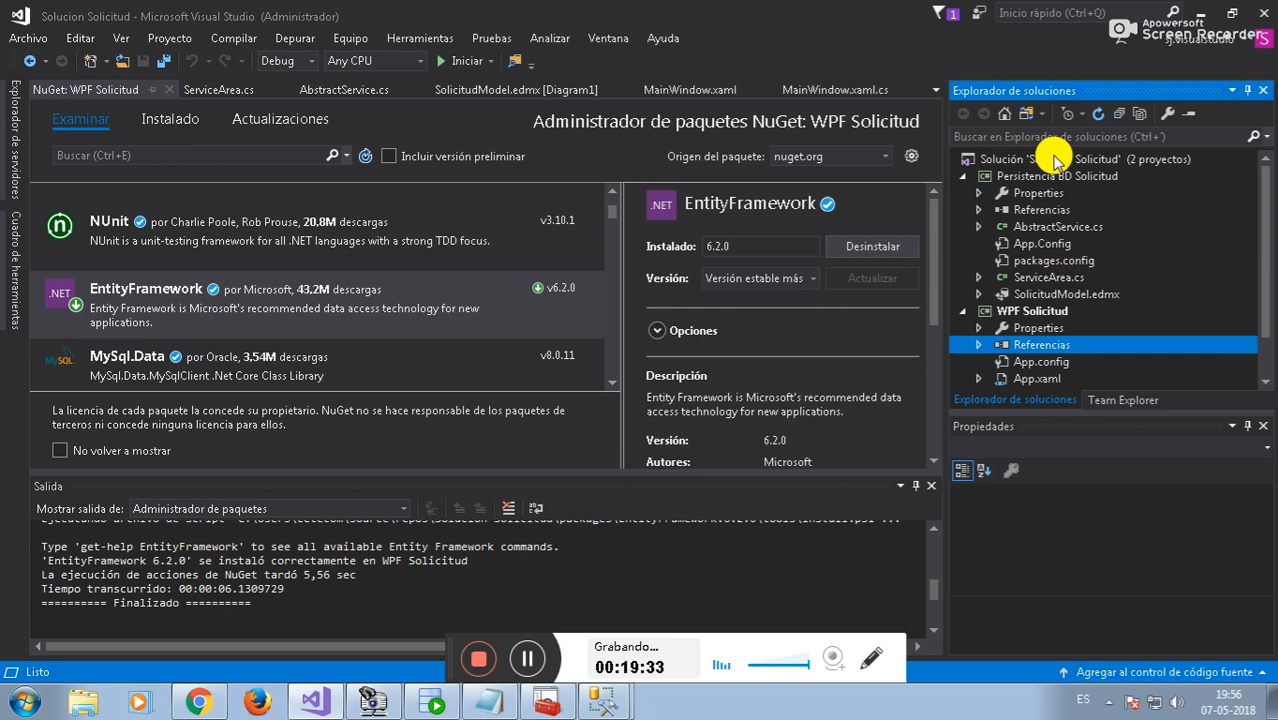 Solucion Solicitud - Microsoft Visual Studio (Administrador)
1
Inicio rápido (Ctrl+Q)
Apowersoft
Screen Recorder
Archivo Editar Ver Proyecto Compilar Depurar Equipo Herramientas Pruebas Analizar Ventana Ayuda
sj.visualstudio
S
Debug Any CPU Iniciar
Explorador de servidores
Cuadro de herramientas
NuGet: WPF Solicitud ServiceArea.cs AbstractService.cs SolicitudModel.edmx [Diagram1] MainWindow.xaml MainWindow.xaml.cs
Examinar Instalado Actualizaciones
Administrador de paquetes NuGet: WPF Solicitud
Buscar (Ctrl+E)
Incluir versión preliminar
Origen del paquete: nuget.org
NUnit por Charlie Poole, Rob Prouse, 20,8M descargas v3.10.1
NUnit is a unit-testing framework for all .NET languages with a strong TDD focus.
.NET
EntityFramework por Microsoft, 43,2M descargas v6.2.0
Entity Framework is Microsoft's recommended data access technology for new
applications.
MySQL
MySql.Data por Oracle, 3,54M descargas v8.0.11
MySql.Data.MySqlClient .Net Core Class Library
La licencia de cada paquete la concede su propietario. NuGet no se hace responsable de los paquetes de
terceros ni concede ninguna licencia para ellos.
No volver a mostrar
.NET
EntityFramework
Instalado: 6.2.0 Desinstalar
Versión: Versión estable más Actualizar
Opciones
Descripción
Entity Framework is Microsoft's recommended
data access technology for new applications.
Versión: 6.2.0
Autores: Microsoft
Explorador de soluciones
Buscar en Explorador de soluciones (Ctrl+´)
Solicitud' (2 proyectos)
Persistencia BD Solicitud
Properties
Referencias
AbstractService.cs
App.Config
packages.config
ServiceArea.cs
SolicitudModel.edmx
WPF Solicitud
Properties
Referencias
App.config
App.xaml
Explorador de soluciones Team Explorer
Propiedades
Salida
Mostrar salida de: Administrador de paquetes
Type 'get-help EntityFramework' to see all available Entity Framework commands.
'EntityFramework 6.2.0' se instaló correctamente en WPF Solicitud
La ejecución de acciones de NuGet tardó 5,56 sec
Tiempo transcurrido: 00:00:06.1309729
========== Finalizado ==========
Grabando...
00:19:33
Listo
Agregar al control de código fuente
ES
19:56
07-05-2018